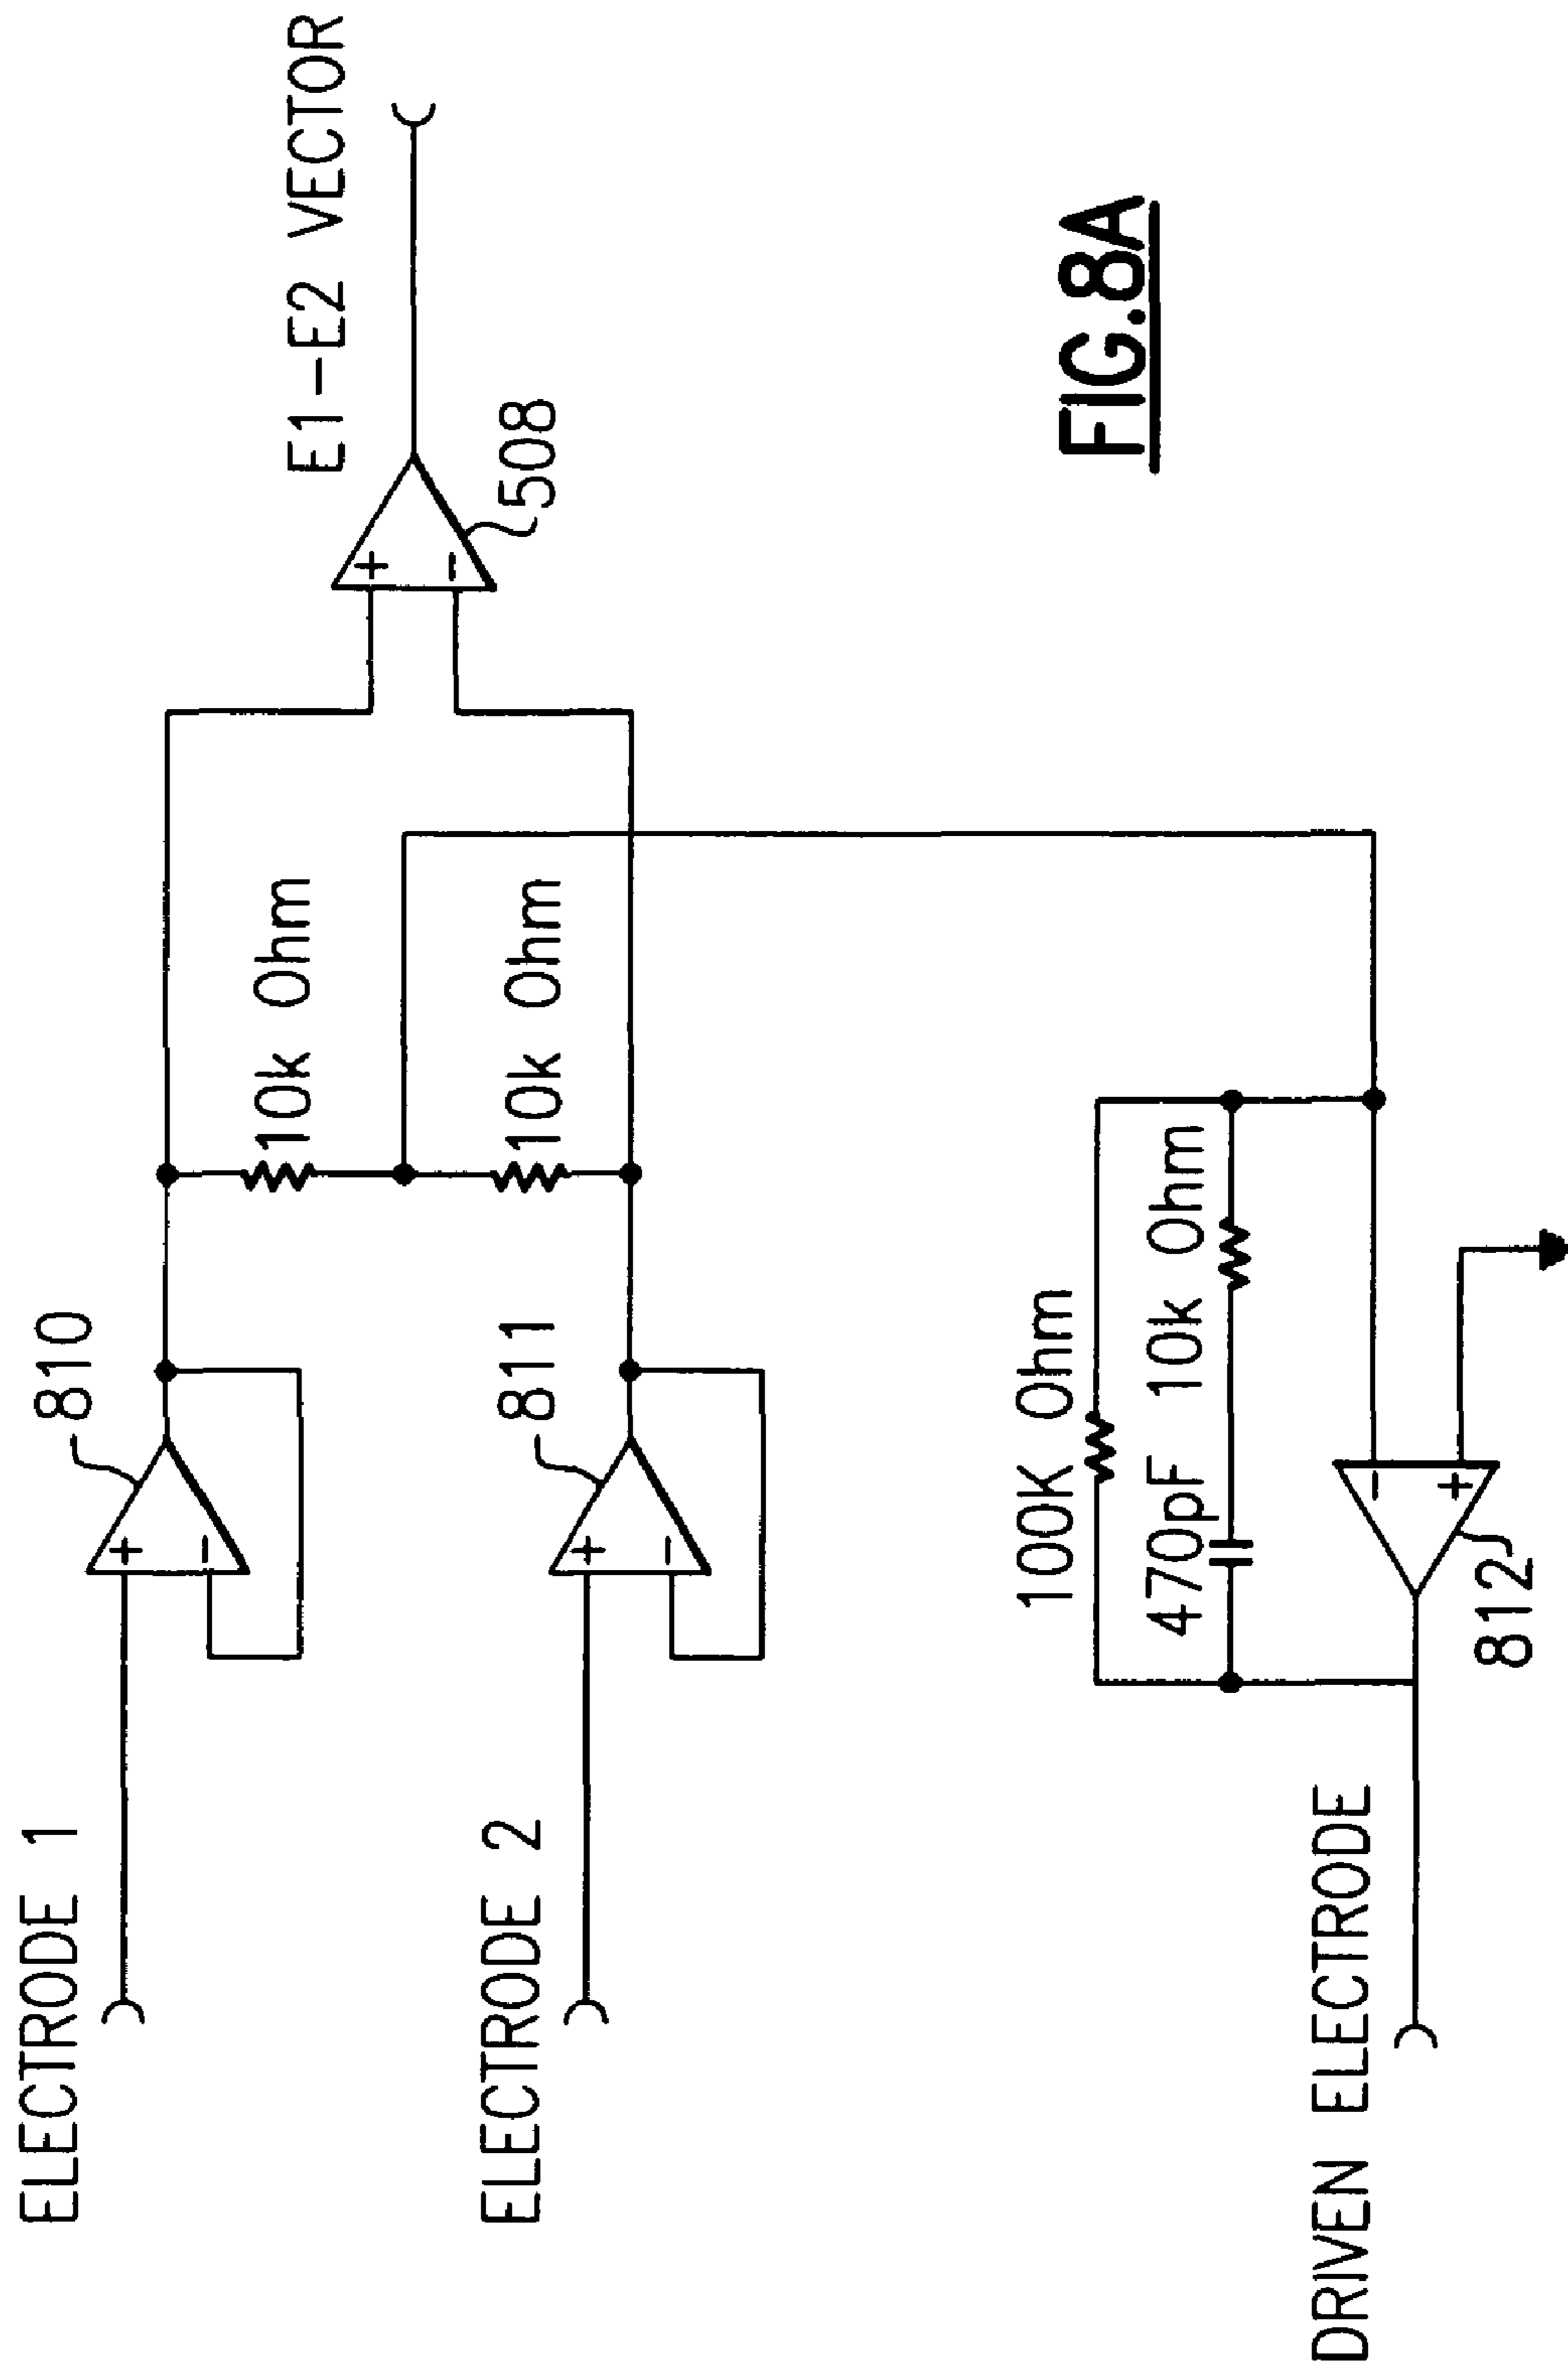 ELECTRODE 1
810
E1-E2 VECTOR
+
-
10k Ohm
+
-
508
ELECTRODE 2
811
10k Ohm
+
-
100K Ohm
FIG.8A
470pF
10k Ohm
DRIVEN ELECTRODE
-
+
812